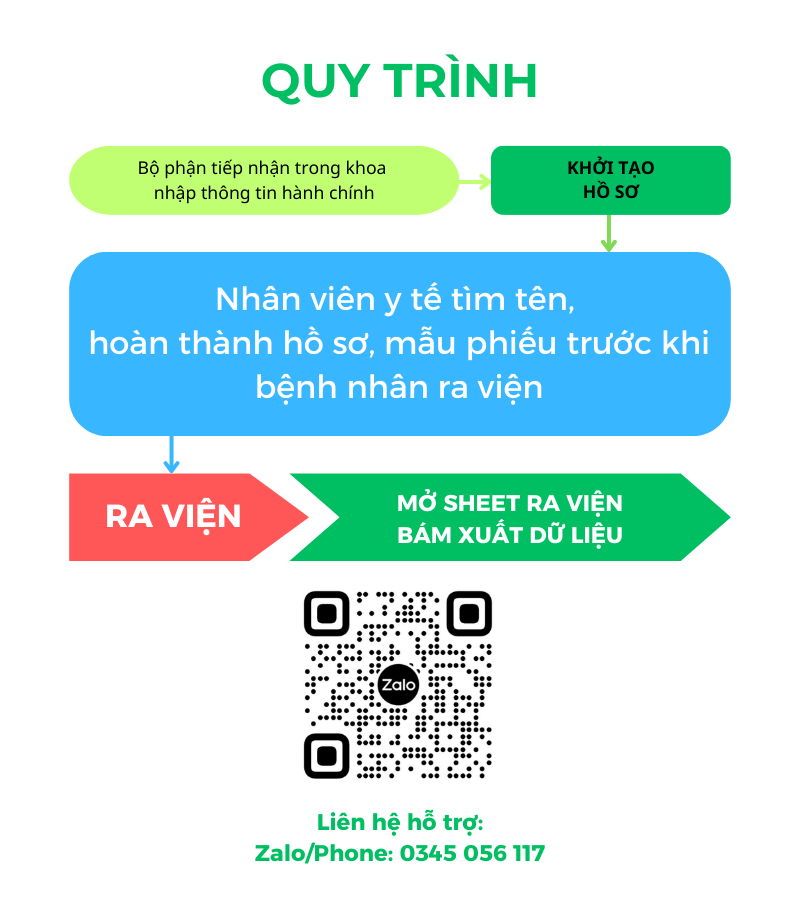 QUY TRÌNH
Bộ phận tiếp nhận trong khoa
nhập thông tin hành chính
KHỞI TẠO
HỒ SƠ
Nhân viên y tế tìm tên,
hoàn thành hồ sơ, mẫu phiếu trước khi
bệnh nhân ra viện
RA VIỆN
MỞ SHEET RA VIỆN
BÁM XUẤT DỮ LIỆU
Zalo
Liên hệ hỗ trợ:
Zalo/Phone: 0345 056 117